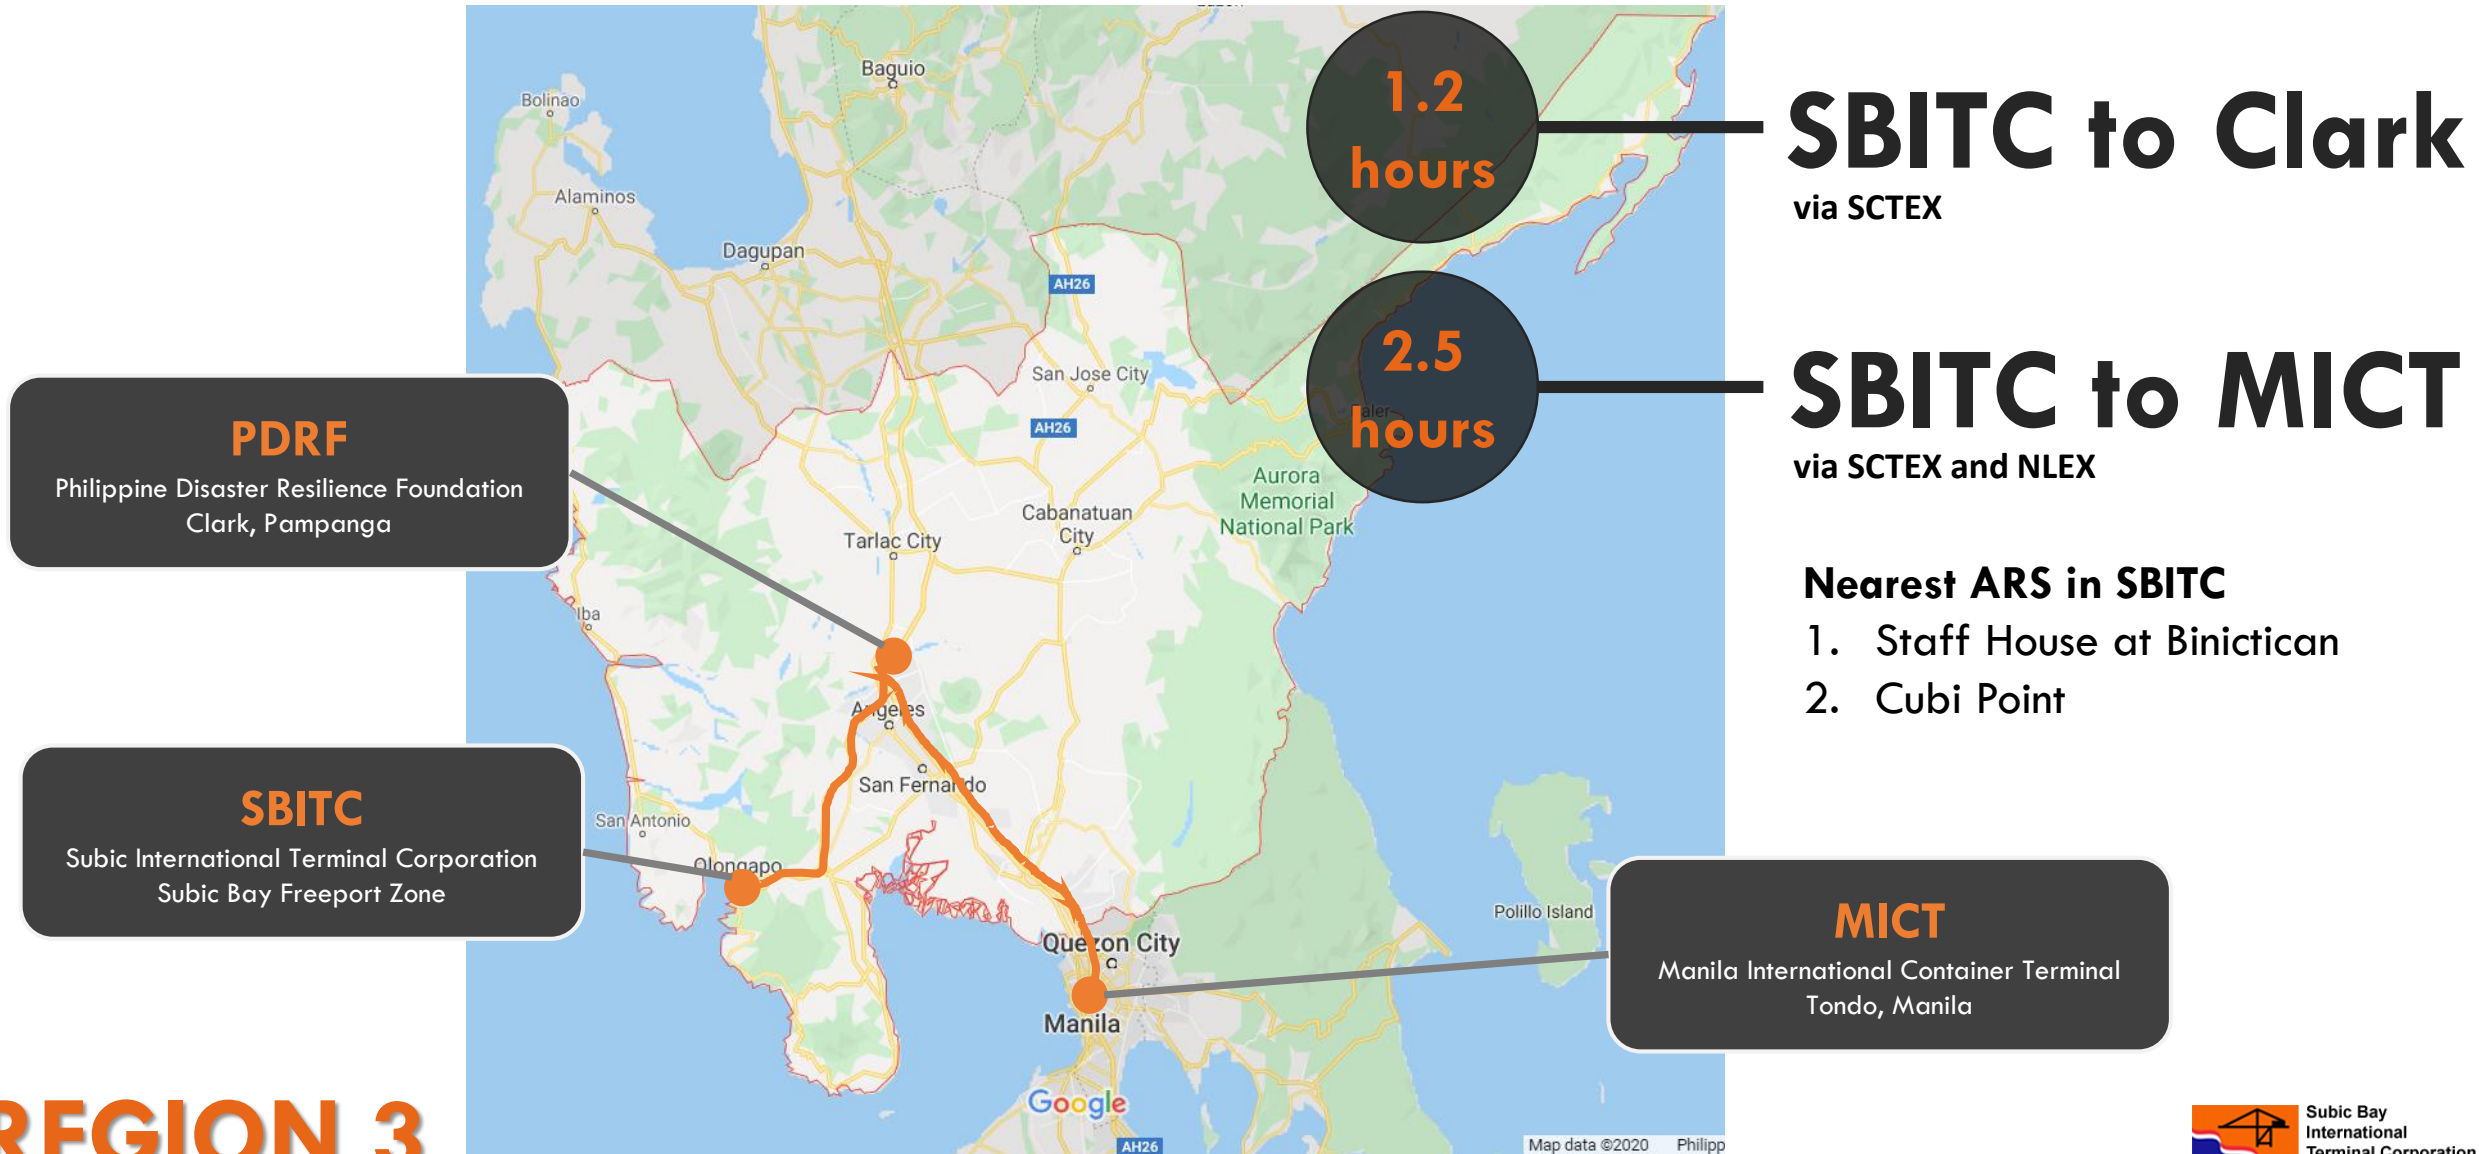 Baguio
Bolinao
Alaminos
Dagupan
AH26
San Jose City
AH26
Aurora
Memorial
National Park
Cabanatuan
City
Tarlac City
Iba
Angeles
San Fernando
San Antonio
Olongapo
Quezon City
Manila
Polillo Island
Google
AH26
Map data ©2020 Philipp
1.2
hours
SBITC to Clark
via SCTEX
2.5
hours
SBITC to MICT
via SCTEX and NLEX
Nearest ARS in SBITC
1. Staff House at Binictican
2. Cubi Point
PDRF
Philippine Disaster Resilience Foundation
Clark, Pampanga
SBITC
Subic International Terminal Corporation
Subic Bay Freeport Zone
MICT
Manila International Container Terminal
Tondo, Manila
REGION 3
Subic Bay
International
Terminal Corporation